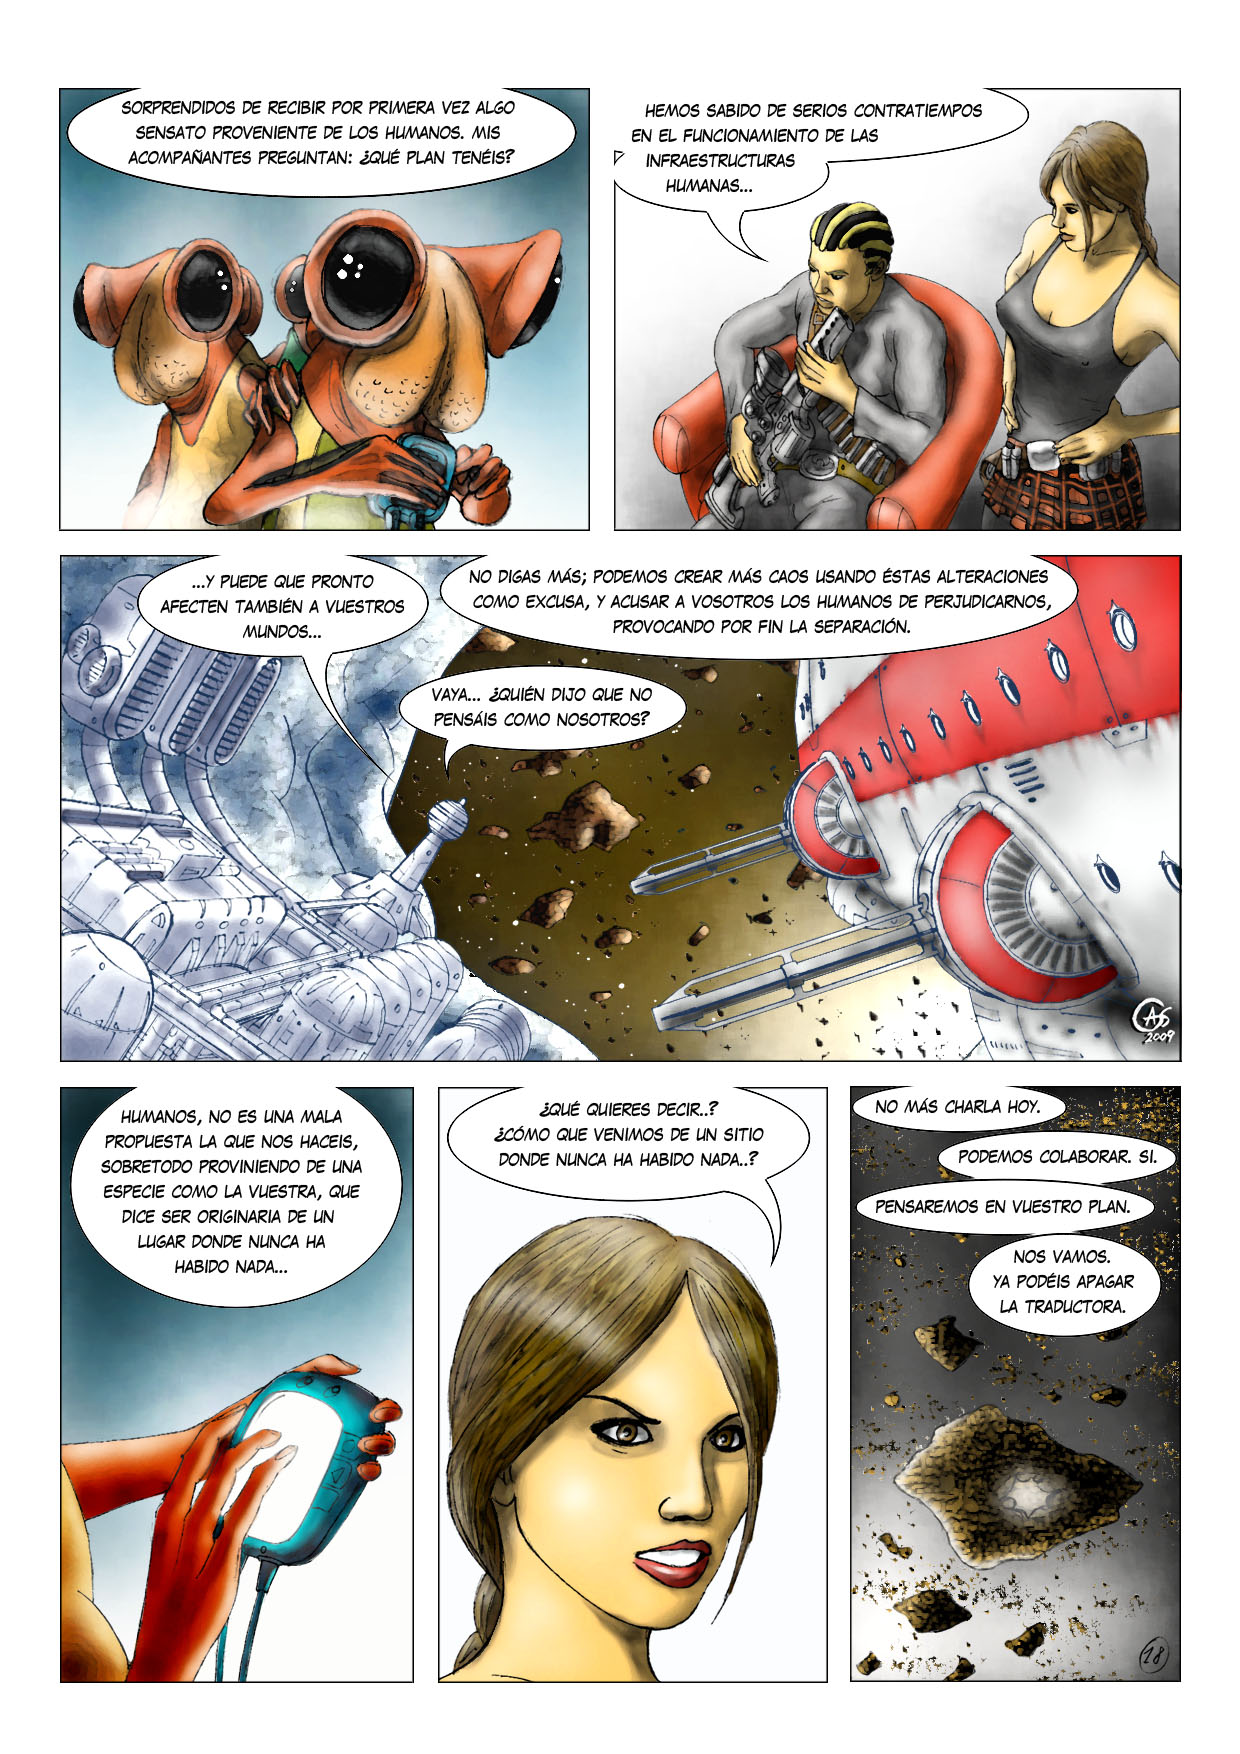 SORPRENDIDOS DE RECIBIR POR PRIMERA VEZ ALGO
SENSATO PROVENIENTE DE LOS HUMANOS. MIS
ACOMPAÑANTES PREGUNTAN: ¿QUÉ PLAN TENÉIS?
HEMOS SABIDO DE SERIOS CONTRATIEMPOS
EN EL FUNCIONAMIENTO DE LAS
INFRAESTRUCTURAS
HUMANAS...
...Y PUEDE QUE PRONTO
AFECTEN TAMBIÉN A VUESTROS
MUNDOS...
NO DIGAS MÁS; PODEMOS CREAR MÁS CAOS USANDO ÉSTAS ALTERACIONES
COMO EXCUSA, Y ACUSAR A VOSOTROS LOS HUMANOS DE PERJUDICARNOS,
PROVOCANDO POR FIN LA SEPARACIÓN.
VAYA... ¿QUIÉN DIJO QUE NO
PENSÁIS COMO NOSOTROS?
CAS
2009
HUMANOS, NO ES UNA MALA
PROPUESTA LA QUE NOS HACEIS,
SOBRETODO PROVINIENDO DE UNA
ESPECIE COMO LA VUESTRA, QUE
DICE SER ORIGINARIA DE UN
LUGAR DONDE NUNCA HA
HABIDO NADA...
¿QUÉ QUIERES DECIR..?
¿CÓMO QUE VENIMOS DE UN SITIO
DONDE NUNCA HA HABIDO NADA..?
NO MÁS CHARLA HOY.
PODEMOS COLABORAR. SI.
PENSAREMOS EN VUESTRO PLAN.
NOS VAMOS.
YA PODÉIS APAGAR
LA TRADUCTORA.
18